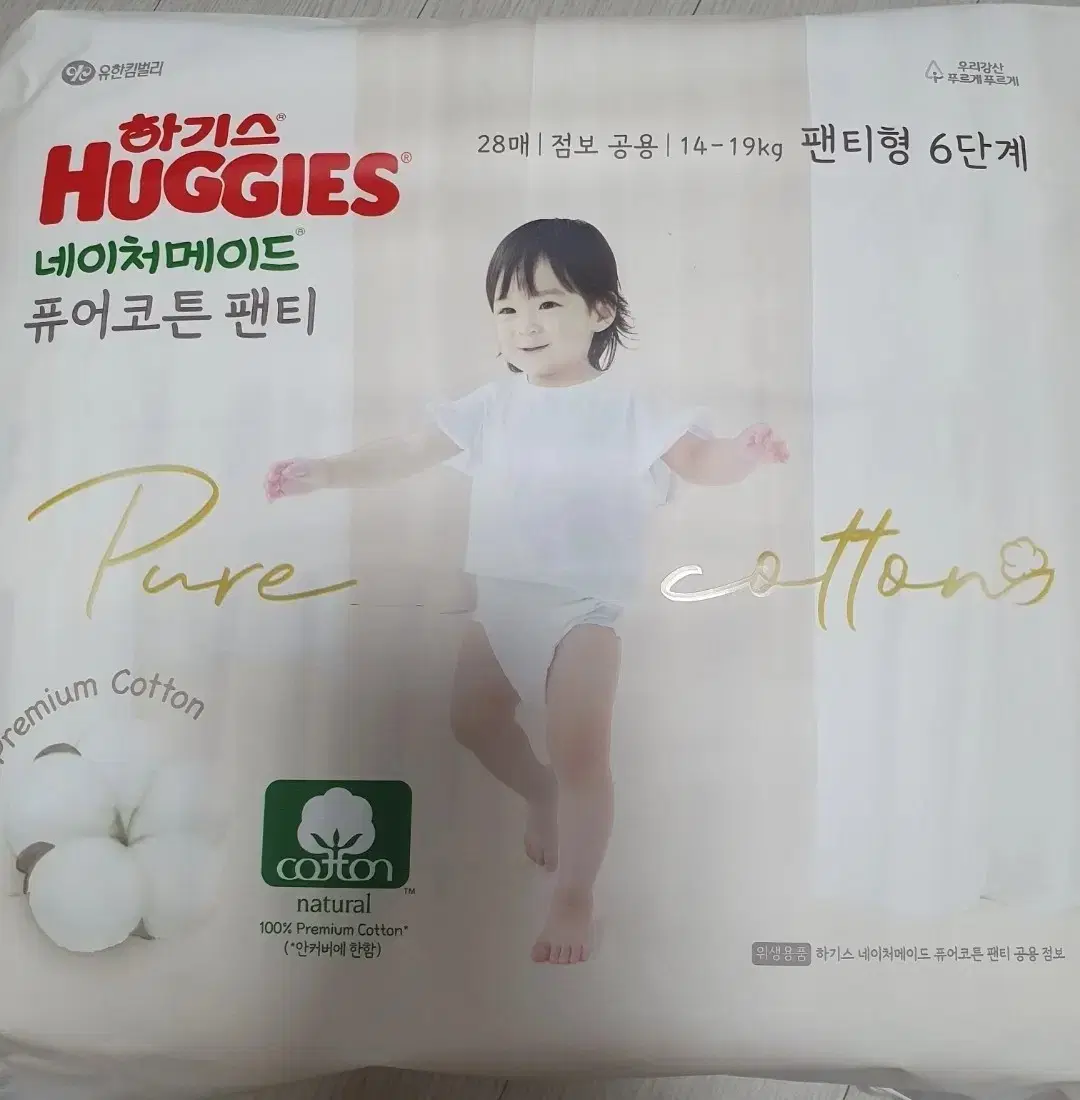 유한킴벌리
우리강산
푸르게푸르게
하기스®
HUGGIES®
28매 | 점보 공용 | 14-19kg 팬티형 6단계
네이처메이드®
퓨어코튼 팬티
Pure cotton
Premium Cotton
cotton™
natural
100% Premium Cotton*
(*안커버에 한함)
위생용품 하기스 네이처메이드 퓨어코튼 팬티 공용 점보